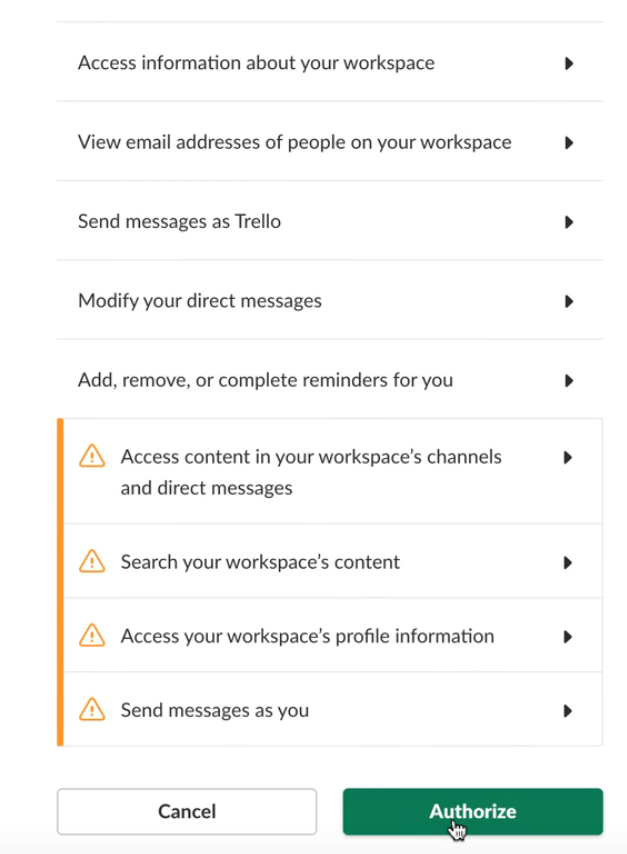 Access information about your workspace
View email addresses of people on your workspace
Send messages as Trello
Modify your direct messages
Add, remove, or complete reminders for you
Access content in your workspace’s channels
and direct messages
Search your workspace’s content
Access your workspace’s profile information
Send messages as you
Cancel
Authorize